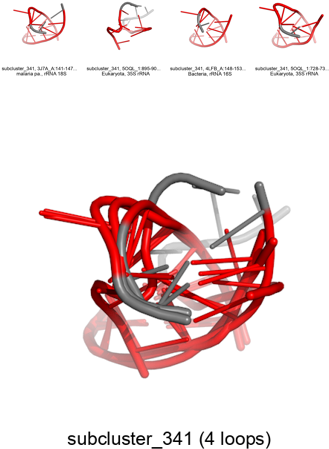 subcluster_341, 3J7A_A:141-147...
malaria pa., rRNA 18S
subcluster_341, 5OQL_1:895-90...
Eukaryota, 35S rRNA
subcluster_341, 4LFB_A:148-153...
Bacteria, rRNA 16S
subcluster_341, 5OQL_1:728-73...
Eukaryota, 35S rRNA
subcluster_341 (4 loops)